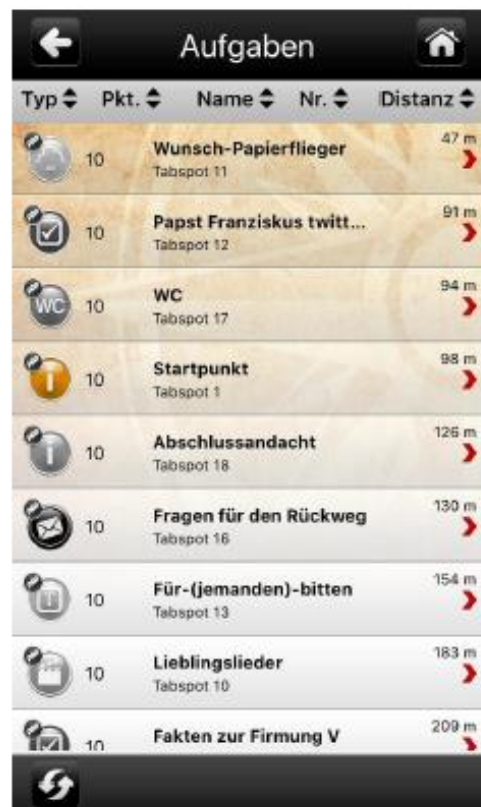 Aufgaben
Typ Pkt. Name Nr. Distanz
47 m
10 Wunsch-Papierflieger
Tabspot 11
91 m
10 Papst Franziskus twitt...
Tabspot 12
94 m
WC 10 WC
Tabspot 17
98 m
10 Startpunkt
Tabspot 1
126 m
10 Abschlussandacht
Tabspot 18
130 m
10 Fragen für den Rückweg
Tabspot 16
154 m
10 Für-(jemanden)-bitten
Tabspot 13
183 m
10 Lieblingslieder
Tabspot 10
209 m
10 Fakten zur Firmung V